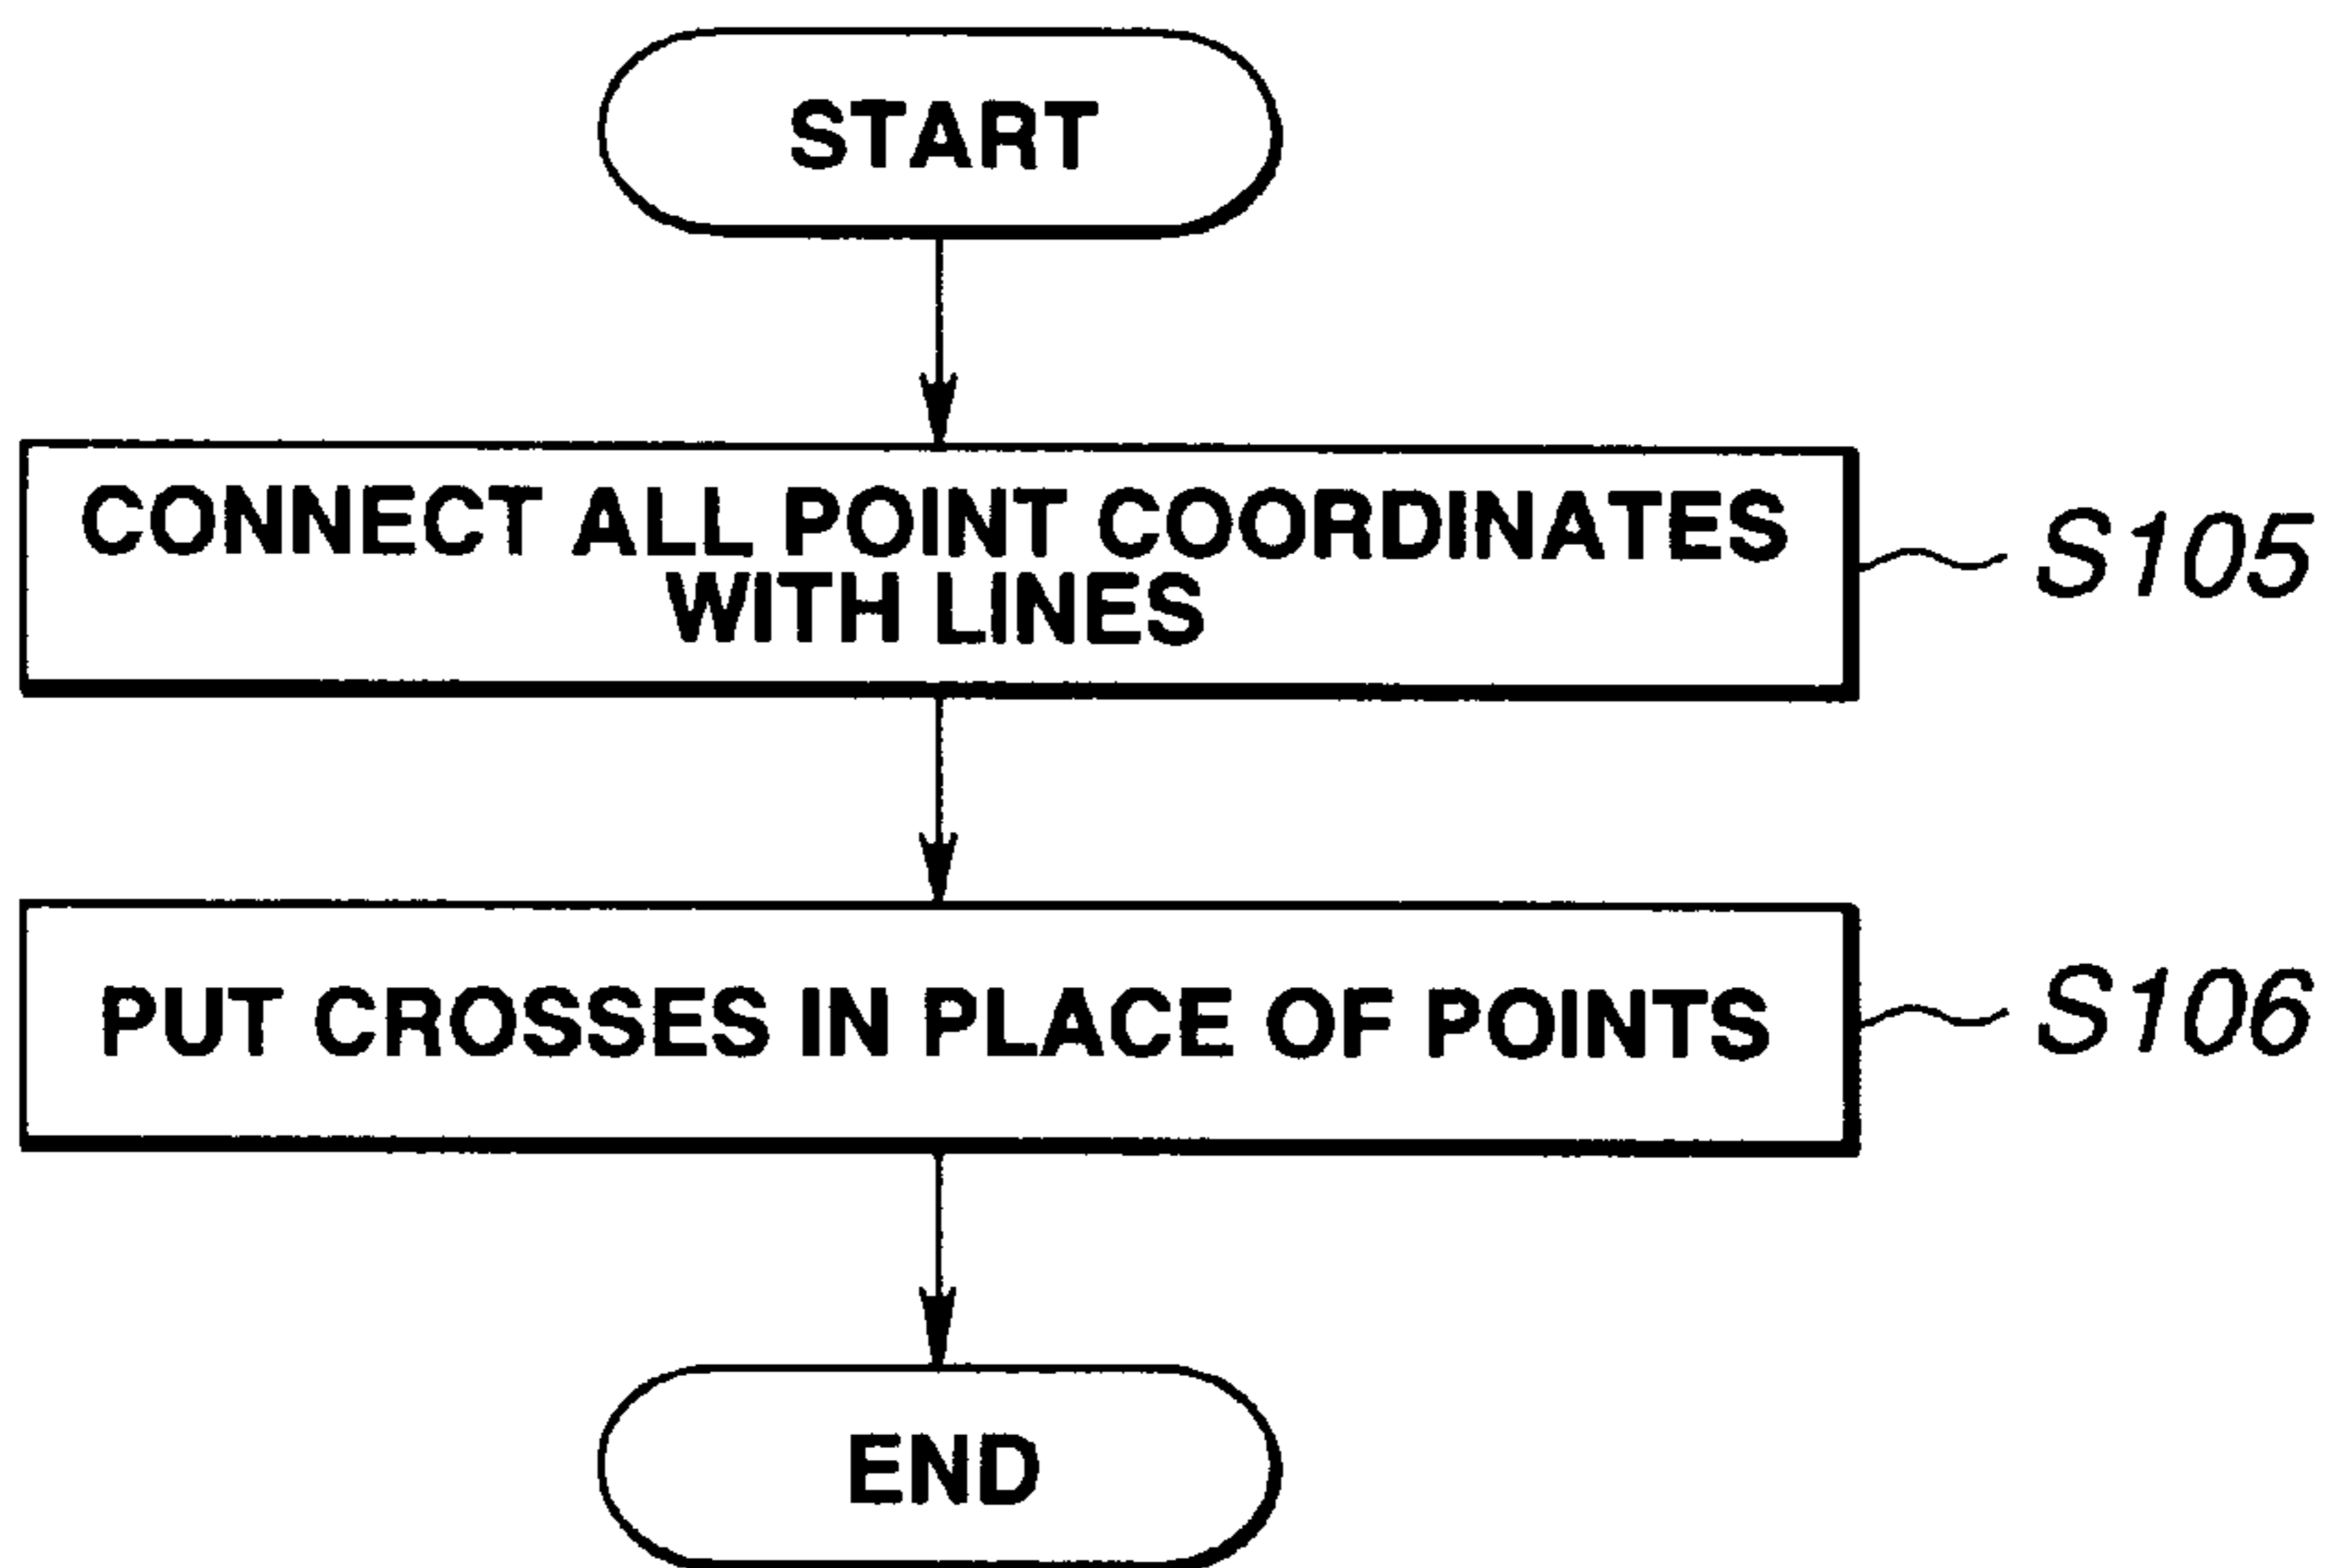 START
CONNECT ALL POINT COORDINATES
WITH LINES
S105
PUT CROSSES IN PLACE OF POINTS
S106
END